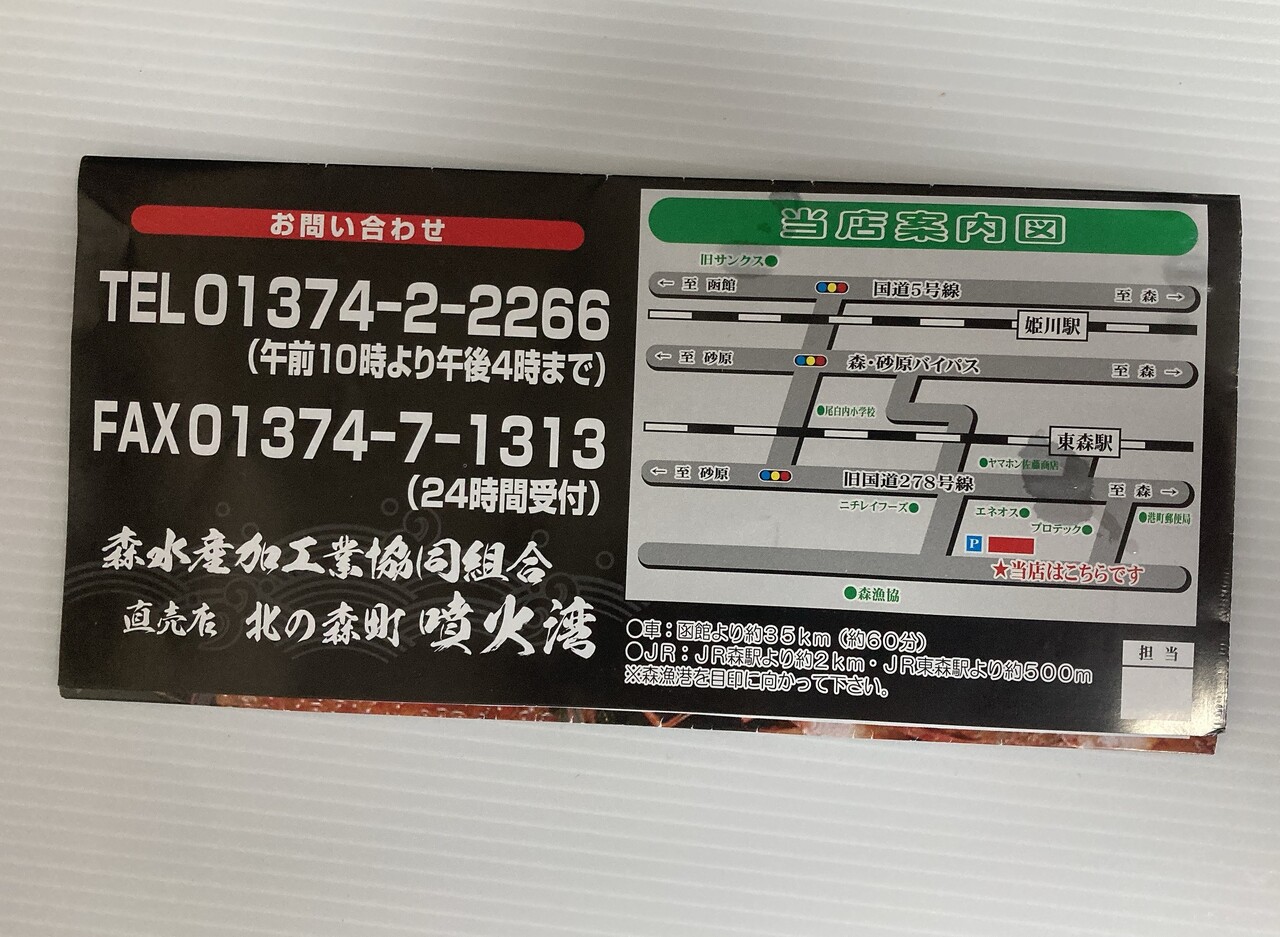 お問い合わせ
TEL01374-2-2266
(午前10時より午後4時まで)
FAX01374-7-1313
(24時間受付)
森水産加工業協同組合
直売店 北の森町 噴火湾
当店案内図
旧サンクス●
← 至 函館 国道5号線 至 森 →
姫川駅
← 至 砂原 森・砂原バイパス 至 森 →
●尾白内小学校
東森駅
●ヤマホン佐藤商店
← 至 砂原 旧国道278号線 至 森 →
ニチレイフーズ●
エネオス●
●港町郵便局
プロテック●
P
★当店はこちらです
●森漁協
○車:函館より約35km(約60分)
○JR:JR森駅より約2km・JR東森駅より約500m
※森漁港を目印に向かって下さい。
担当